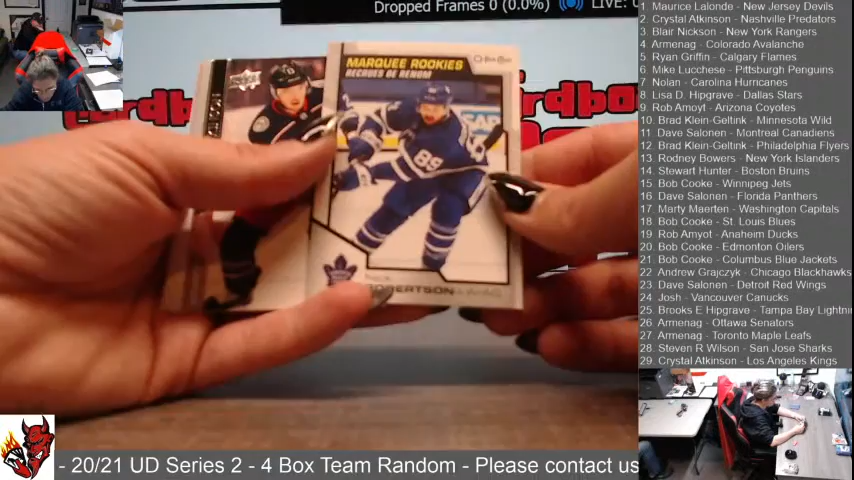 Dropped Frames 0 (0.0%)
LIVE:
MARQUEE ROOKIES
RECRUES DE RENOM
O-Pee-Chee
SAP
89
ROBERTSON
1 Maurice Lalonde - New Jersey Devils
2 Crystal Atkinson - Nashville Predators
3 Blair Nickson - New York Rangers
4 Armenag - Colorado Avalanche
5 Ryan Griffin - Calgary Flames
6 Mike Lucchese - Pittsburgh Penguins
7 Nolan - Carolina Hurricanes
8 Lisa D. Hipgrave - Dallas Stars
9 Rob Amoyt - Arizona Coyotes
10 Brad Klein-Geltink - Minnesota Wild
11 Dave Salonen - Montreal Canadiens
12 Brad Klein-Geltink - Philadelphia Flyers
13 Rodney Bowers - New York Islanders
14 Stewart Hunter - Boston Bruins
15 Bob Cooke - Winnipeg Jets
16 Dave Salonen - Florida Panthers
17 Marty Maerten - Washington Capitals
18 Bob Cooke - St. Louis Blues
19 Rob Amyot - Anaheim Ducks
20 Bob Cooke - Edmonton Oilers
21 Bob Cooke - Columbus Blue Jackets
22 Andrew Grajczyk - Chicago Blackhawks
23 Dave Salonen - Detroit Red Wings
24 Josh - Vancouver Canucks
25 Brooks E Hipgrave - Tampa Bay Lightnin
26 Armenag - Ottawa Senators
27 Armenag - Toronto Maple Leafs
28 Steven R Wilson - San Jose Sharks
29 Crystal Atkinson - Los Angeles Kings
- 20/21 UD Series 2 - 4 Box Team Random - Please contact us